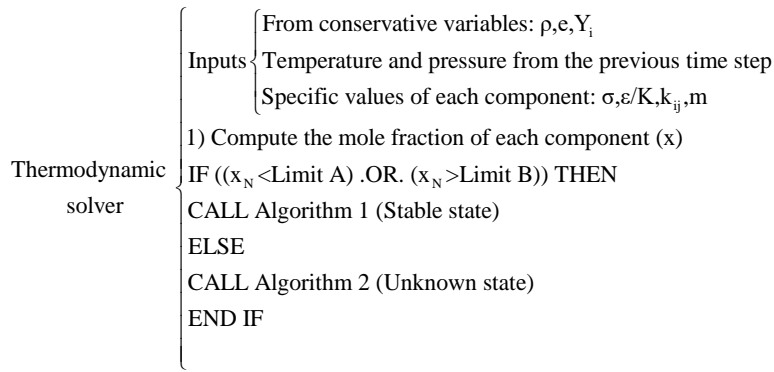 Thermodynamic
solver
Inputs
From conservative variables: ρ,e,Yᵢ
Temperature and pressure from the previous time step
Specific values of each component: σ,ε/K,kᵢⱼ,m
1) Compute the mole fraction of each component (x)
IF ((x_N <Limit A) .OR. (x_N >Limit B)) THEN
CALL Algorithm 1 (Stable state)
ELSE
CALL Algorithm 2 (Unknown state)
END IF